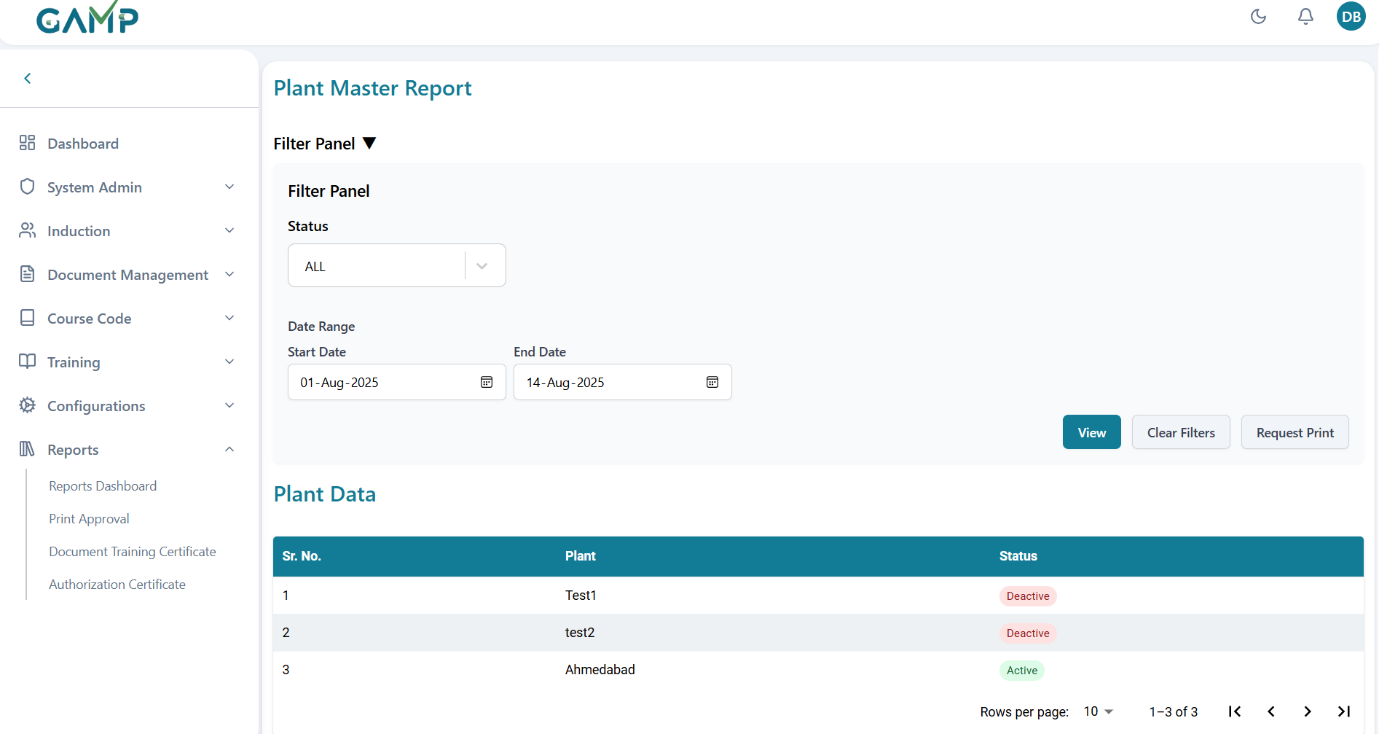 GAMP
DB
Plant Master Report
Filter Panel ▼
Filter Panel
Status
ALL
Date Range
Start Date End Date
01-Aug-2025 14-Aug-2025
View Clear Filters Request Print
Dashboard
System Admin
Induction
Document Management
Course Code
Training
Configurations
Reports
Reports Dashboard
Print Approval
Document Training Certificate
Authorization Certificate
Plant Data
Sr. No. Plant Status
1 Test1 Deactive
2 test2 Deactive
3 Ahmedabad Active
Rows per page: 10 1–3 of 3